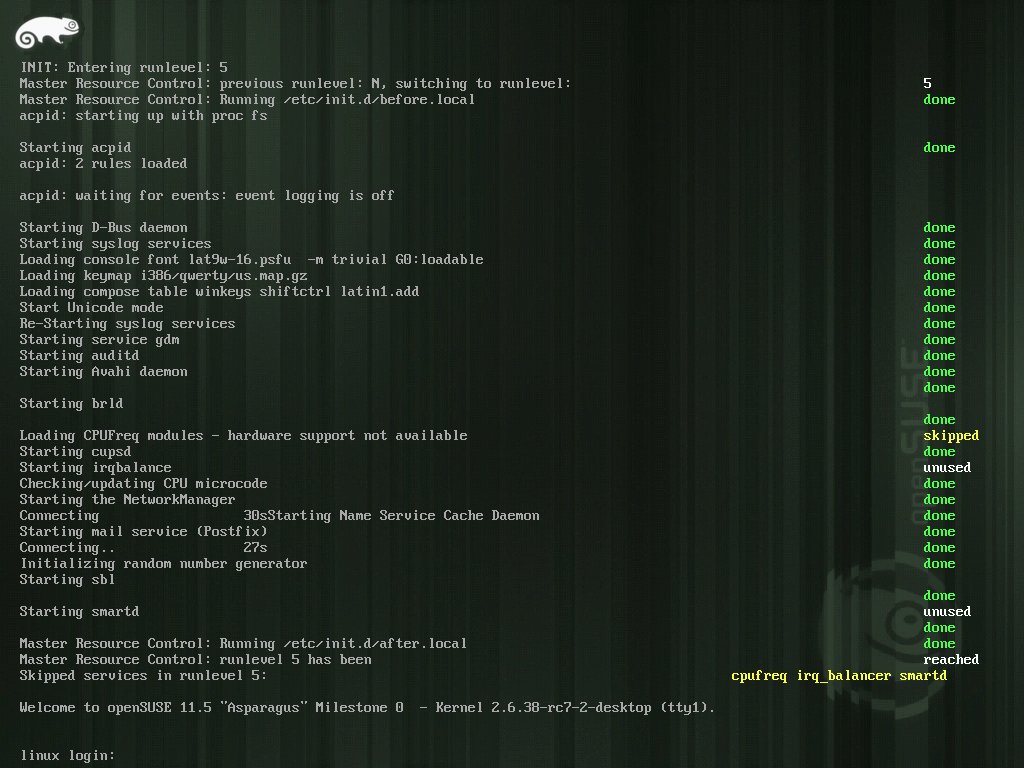 INIT: Entering runlevel: 5
Master Resource Control: previous runlevel: N, switching to runlevel: 5
Master Resource Control: Running /etc/init.d/before.local done
acpid: starting up with proc fs
Starting acpid done
acpid: 2 rules loaded
acpid: waiting for events: event logging is off
Starting D-Bus daemon done
Starting syslog services done
Loading console font lat9w-16.psfu  -m trivial G0:loadable done
Loading keymap i386/qwerty/us.map.gz done
Loading compose table winkeys shiftctrl latin1.add done
Start Unicode mode done
Re-Starting syslog services done
Starting service gdm done
Starting auditd done
Starting Avahi daemon done
done
Starting brld
done
Loading CPUFreq modules - hardware support not available skipped
Starting cupsd done
Starting irqbalance unused
Checking/updating CPU microcode done
Starting the NetworkManager done
Connecting 30sStarting Name Service Cache Daemon done
Starting mail service (Postfix) done
Connecting.. 27s done
Initializing random number generator done
Starting sbl
done
Starting smartd unused
done
Master Resource Control: Running /etc/init.d/after.local done
Master Resource Control: runlevel 5 has been reached
Skipped services in runlevel 5: cpufreq irq_balancer smartd
Welcome to openSUSE 11.5 "Asparagus" Milestone 0  - Kernel 2.6.38-rc7-2-desktop (tty1).
linux login:
openSUSE